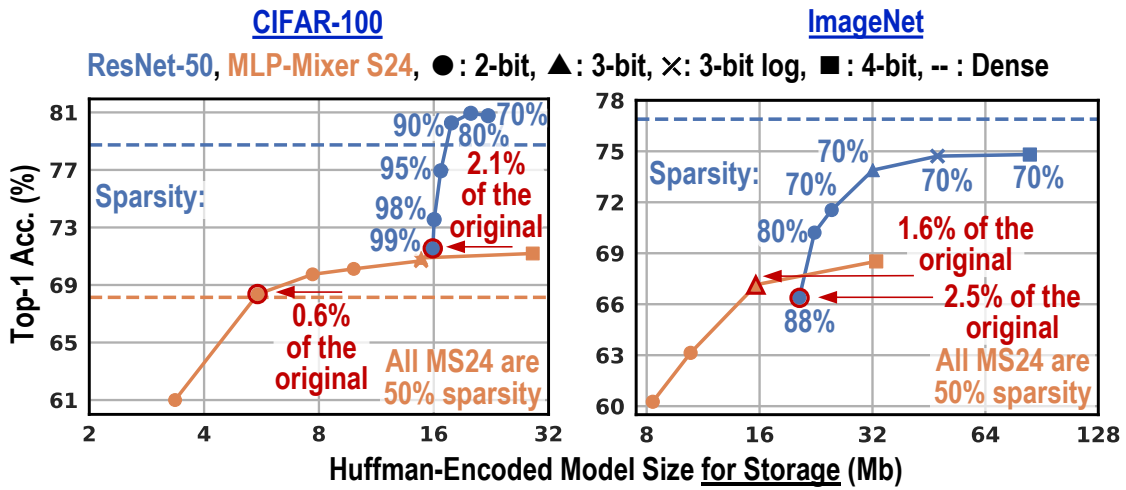 CIFAR-100
ImageNet
ResNet-50, MLP-Mixer S24, ●: 2-bit, ▲: 3-bit, ×: 3-bit log, ■: 4-bit, -- : Dense
Top-1 Acc. (%)
81
77
73
69
65
61
2
4
8
16
32
Sparsity:
90%
80%
70%
95%
98%
99%
2.1%
of the
original
0.6%
of the
original
All MS24 are
50% sparsity
78
75
72
69
66
63
60
8
16
32
64
128
Sparsity:
70%
70%
70%
70%
80%
88%
1.6% of the
original
2.5% of the
original
All MS24 are
50% sparsity
Huffman-Encoded Model Size for Storage (Mb)